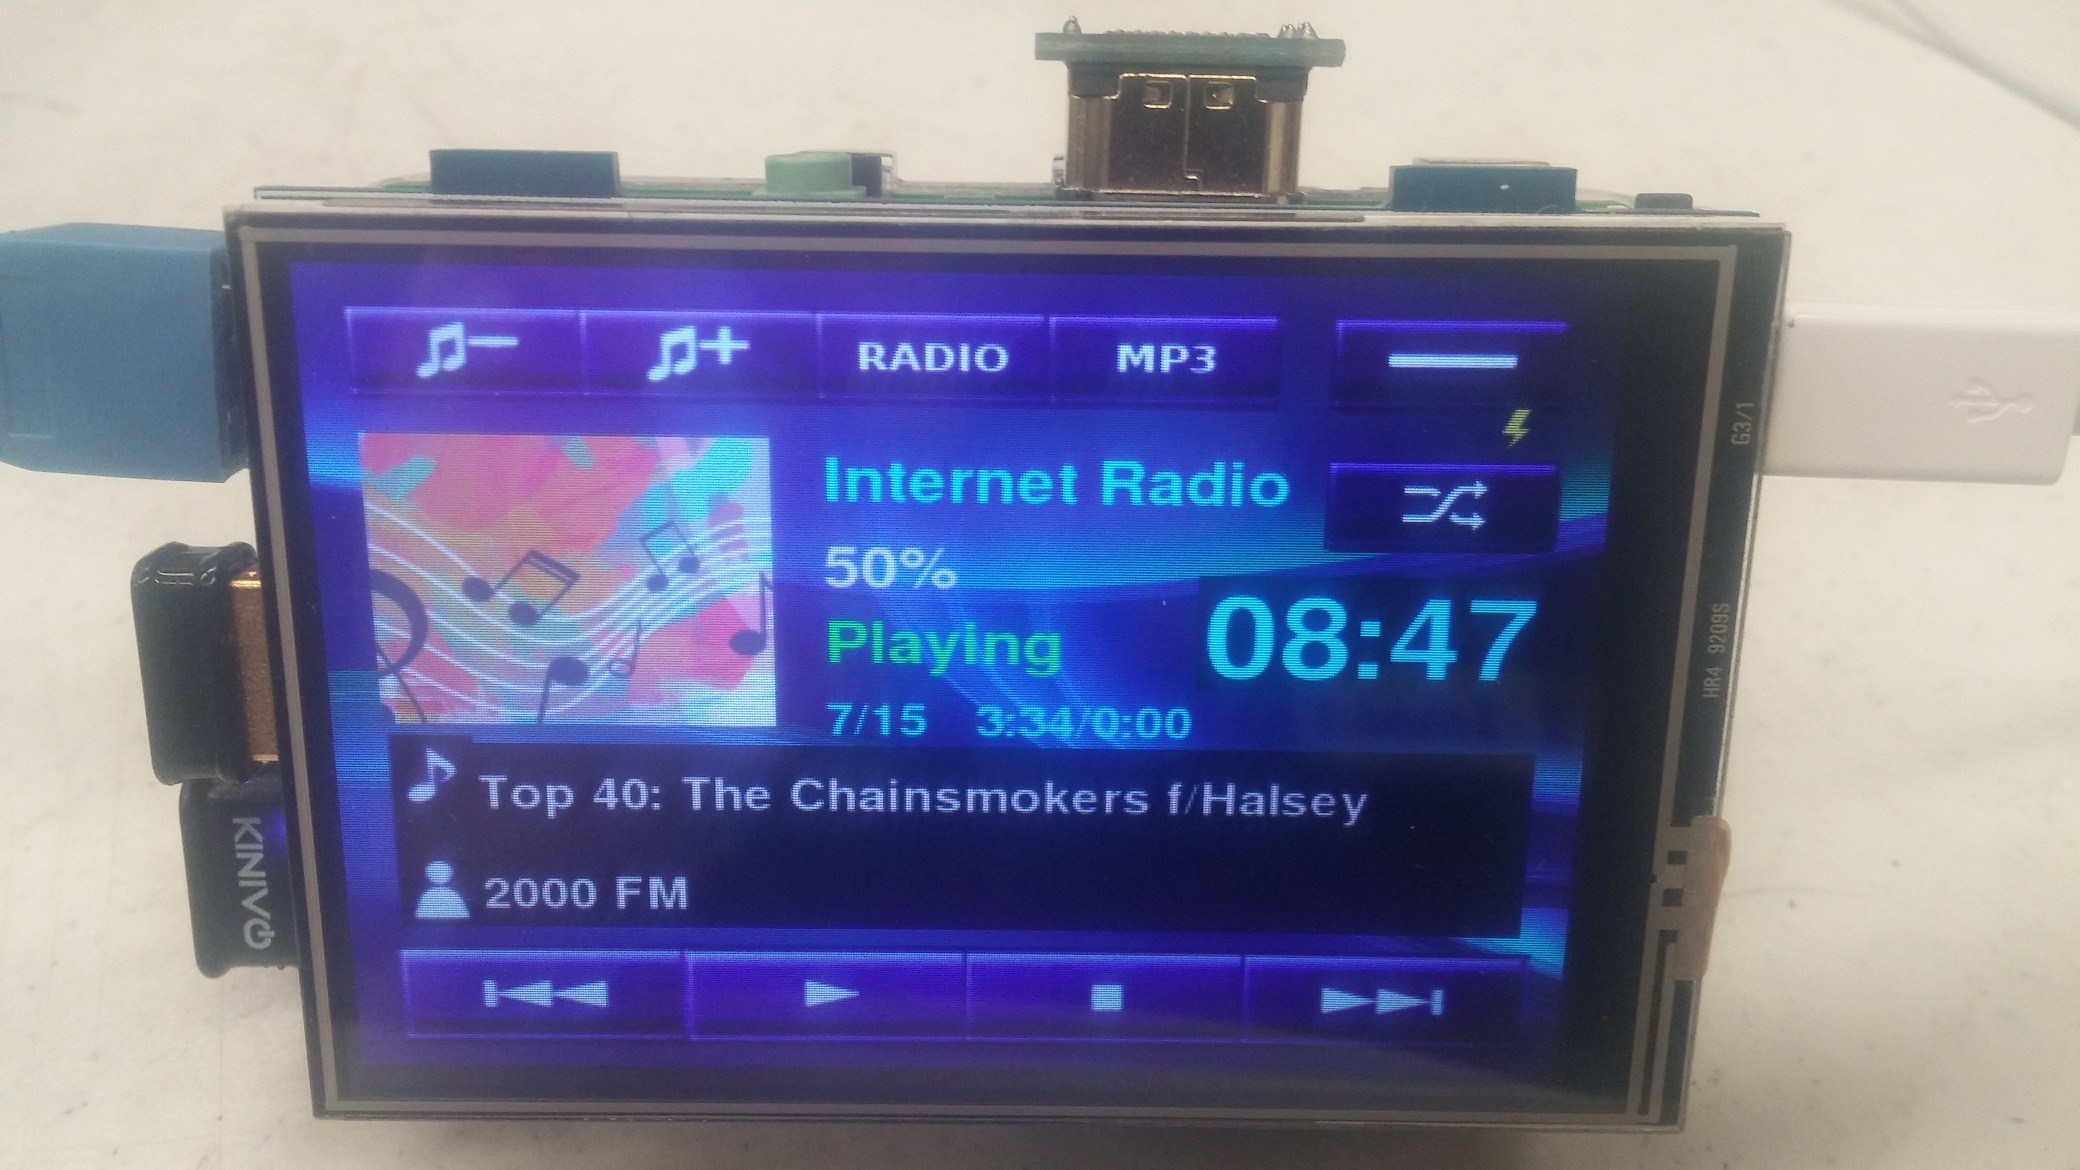 RADIO MP3
Internet Radio
50%
08:47
Playing
7/15 3:34/0:00
Top 40: The Chainsmokers f/Halsey
2000 FM
KINIVO
G3/1
HR4 9209S